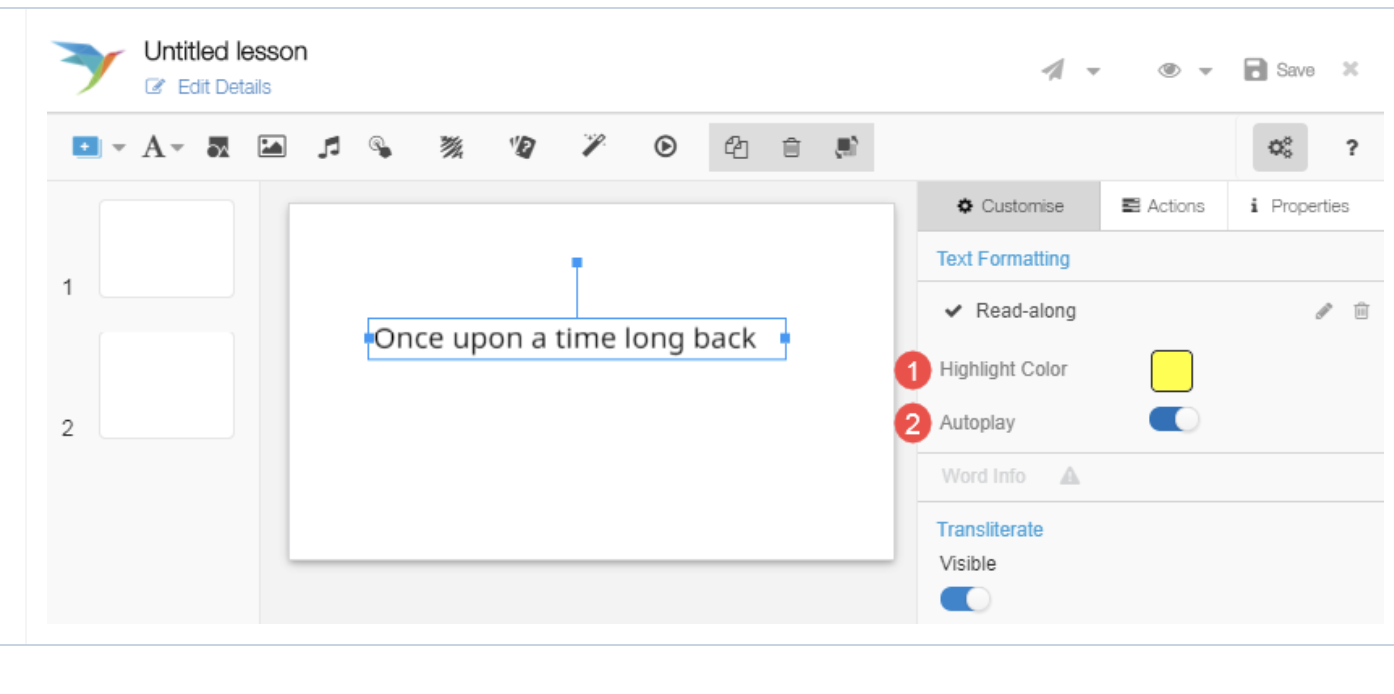 Untitled lesson
Edit Details
Save
A
?
Customise Actions i Properties
Text Formatting
1
Read-along
Once upon a time long back
1 Highlight Color
2
2 Autoplay
Word Info
Transliterate
Visible